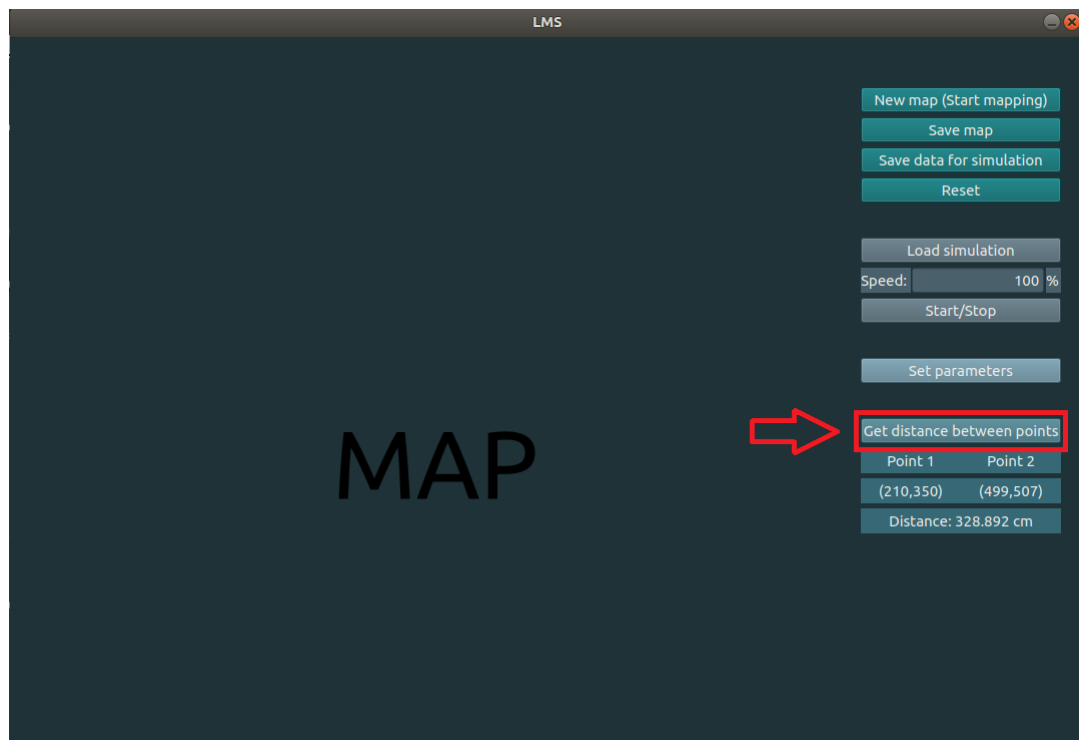 LMS
New map (Start mapping)
Save map
Save data for simulation
Reset
Load simulation
Speed: 100 %
Start/Stop
Set parameters
MAP
Get distance between points
Point 1 Point 2
(210,350) (499,507)
Distance: 328.892 cm